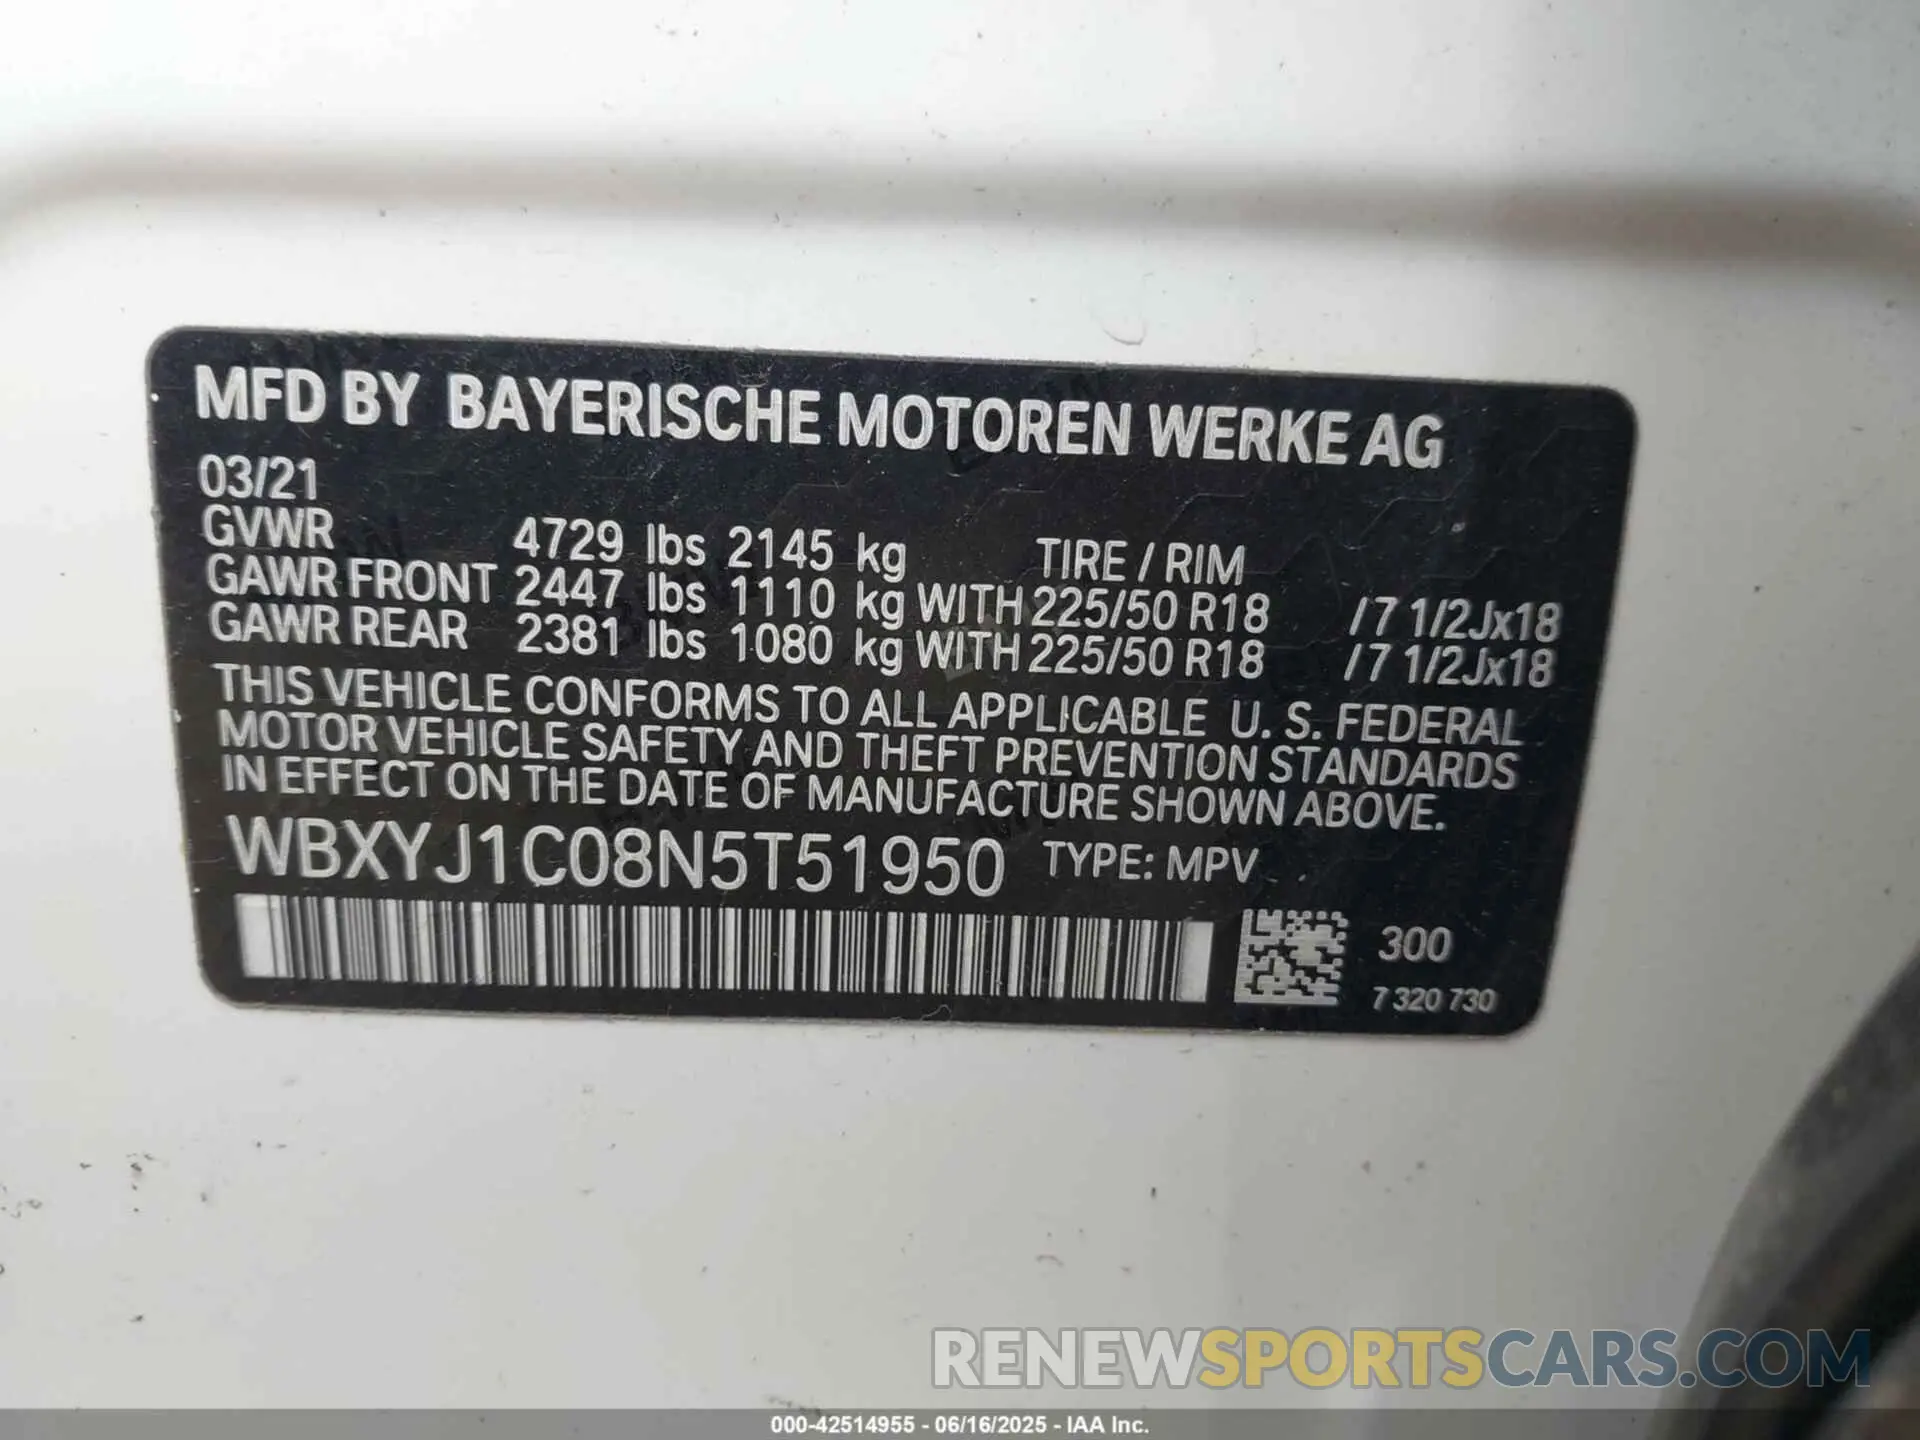 MFD BY BAYERISCHE MOTOREN WERKE AG
03/21
GVWR 4729 lbs 2145 kg TIRE / RIM
GAWR FRONT 2447 lbs 1110 kg WITH 225/50 R18 /7 1/2Jx18
GAWR REAR 2381 lbs 1080 kg WITH 225/50 R18 /7 1/2Jx18
THIS VEHICLE CONFORMS TO ALL APPLICABLE U. S. FEDERAL
MOTOR VEHICLE SAFETY AND THEFT PREVENTION STANDARDS
IN EFFECT ON THE DATE OF MANUFACTURE SHOWN ABOVE.
WBXYJ1C08N5T51950 TYPE: MPV
300
7 320 730
RENEWSPORTSCARS.COM
000-42514955 - 06/16/2025 - IAA Inc.